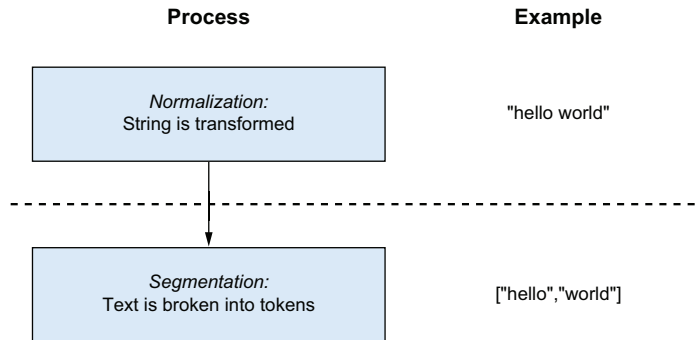 Process
Example
Normalization:
String is transformed
"hello world"
Segmentation:
Text is broken into tokens
["hello","world"]